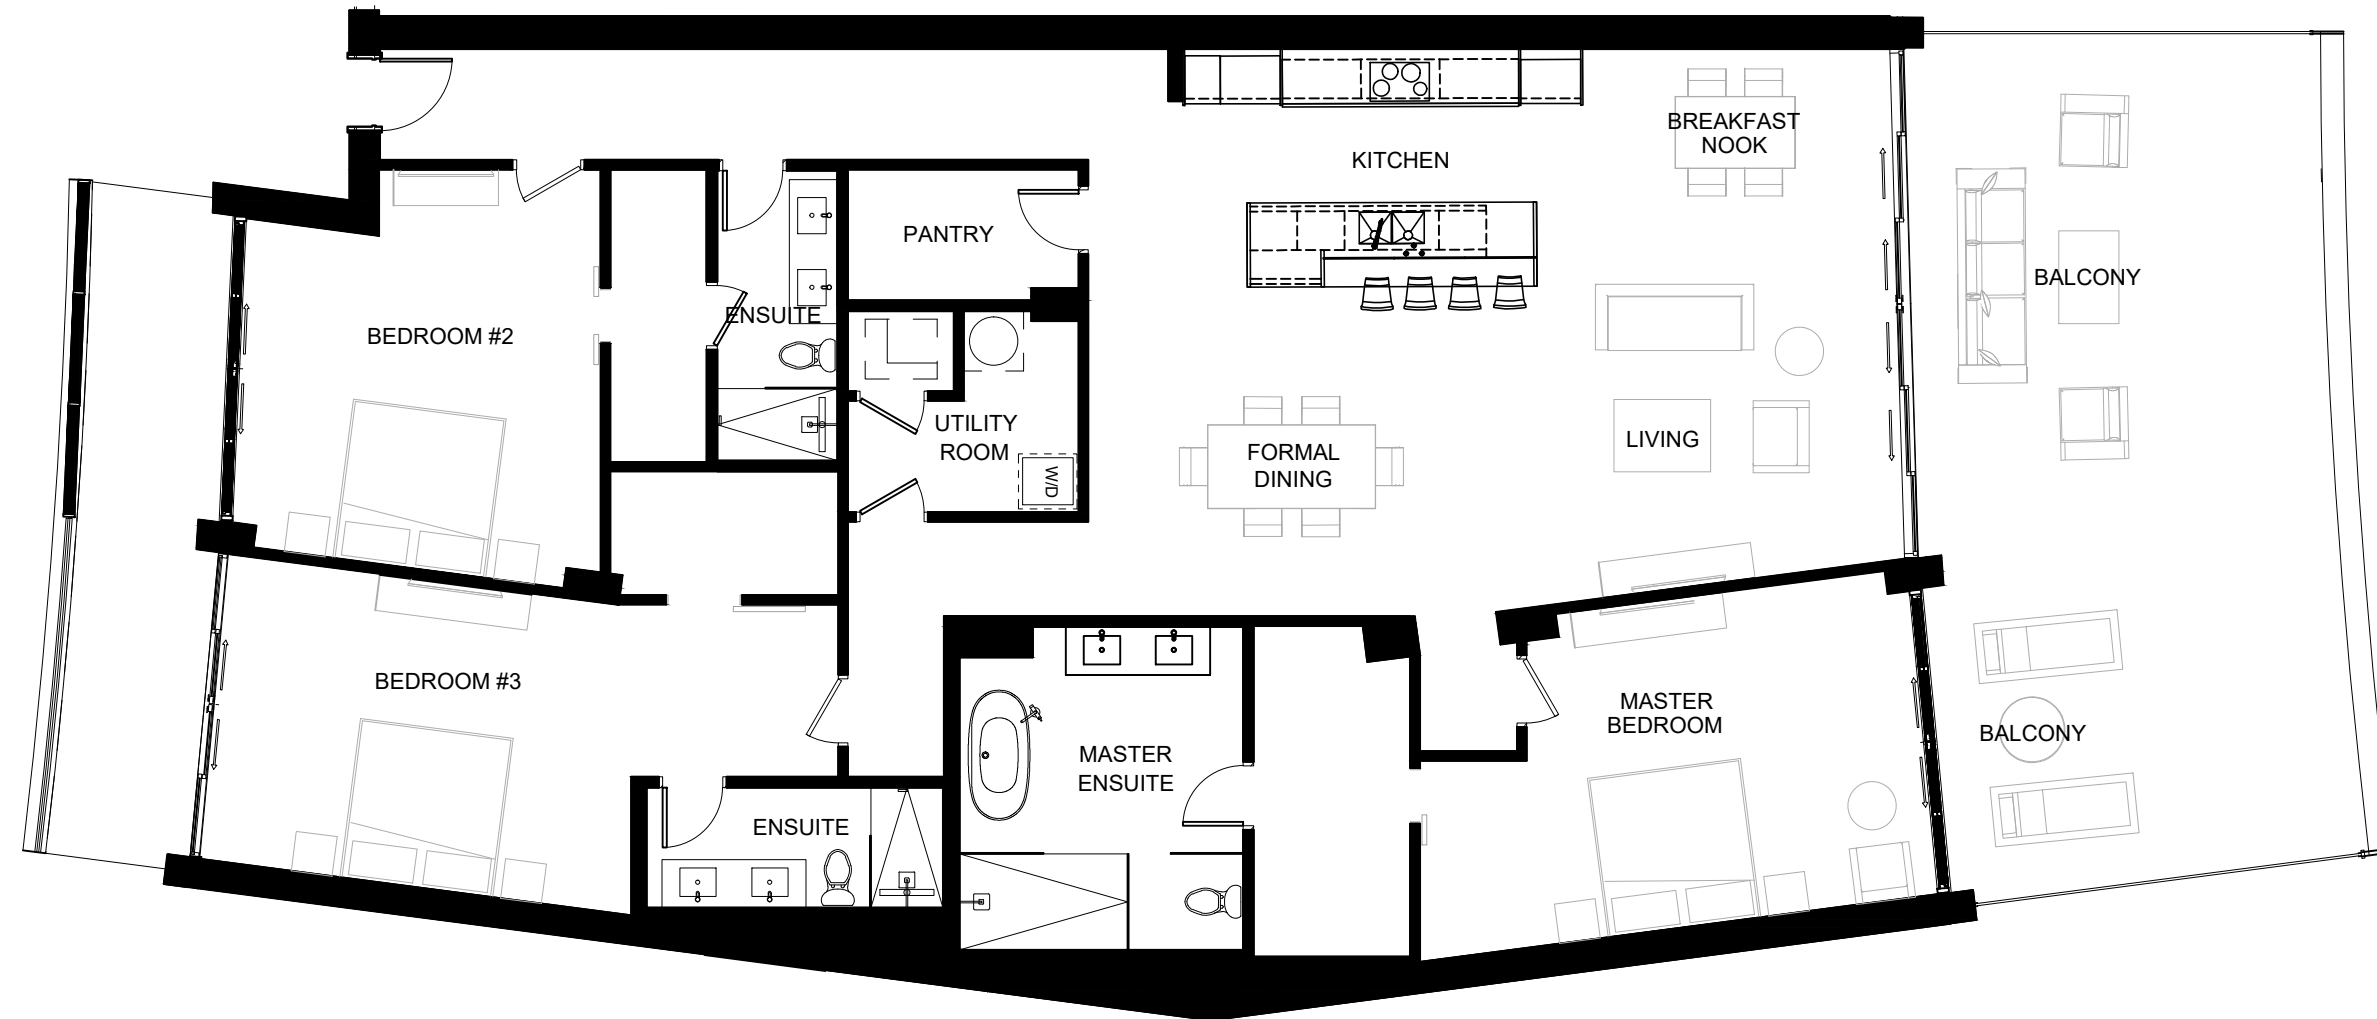 BREAKFAST
NOOK
KITCHEN
PANTRY
BALCONY
ENSUITE
BEDROOM #2
UTILITY
ROOM
LIVING
FORMAL
DINING
W/D
BEDROOM #3
MASTER
BEDROOM
BALCONY
MASTER
ENSUITE
ENSUITE